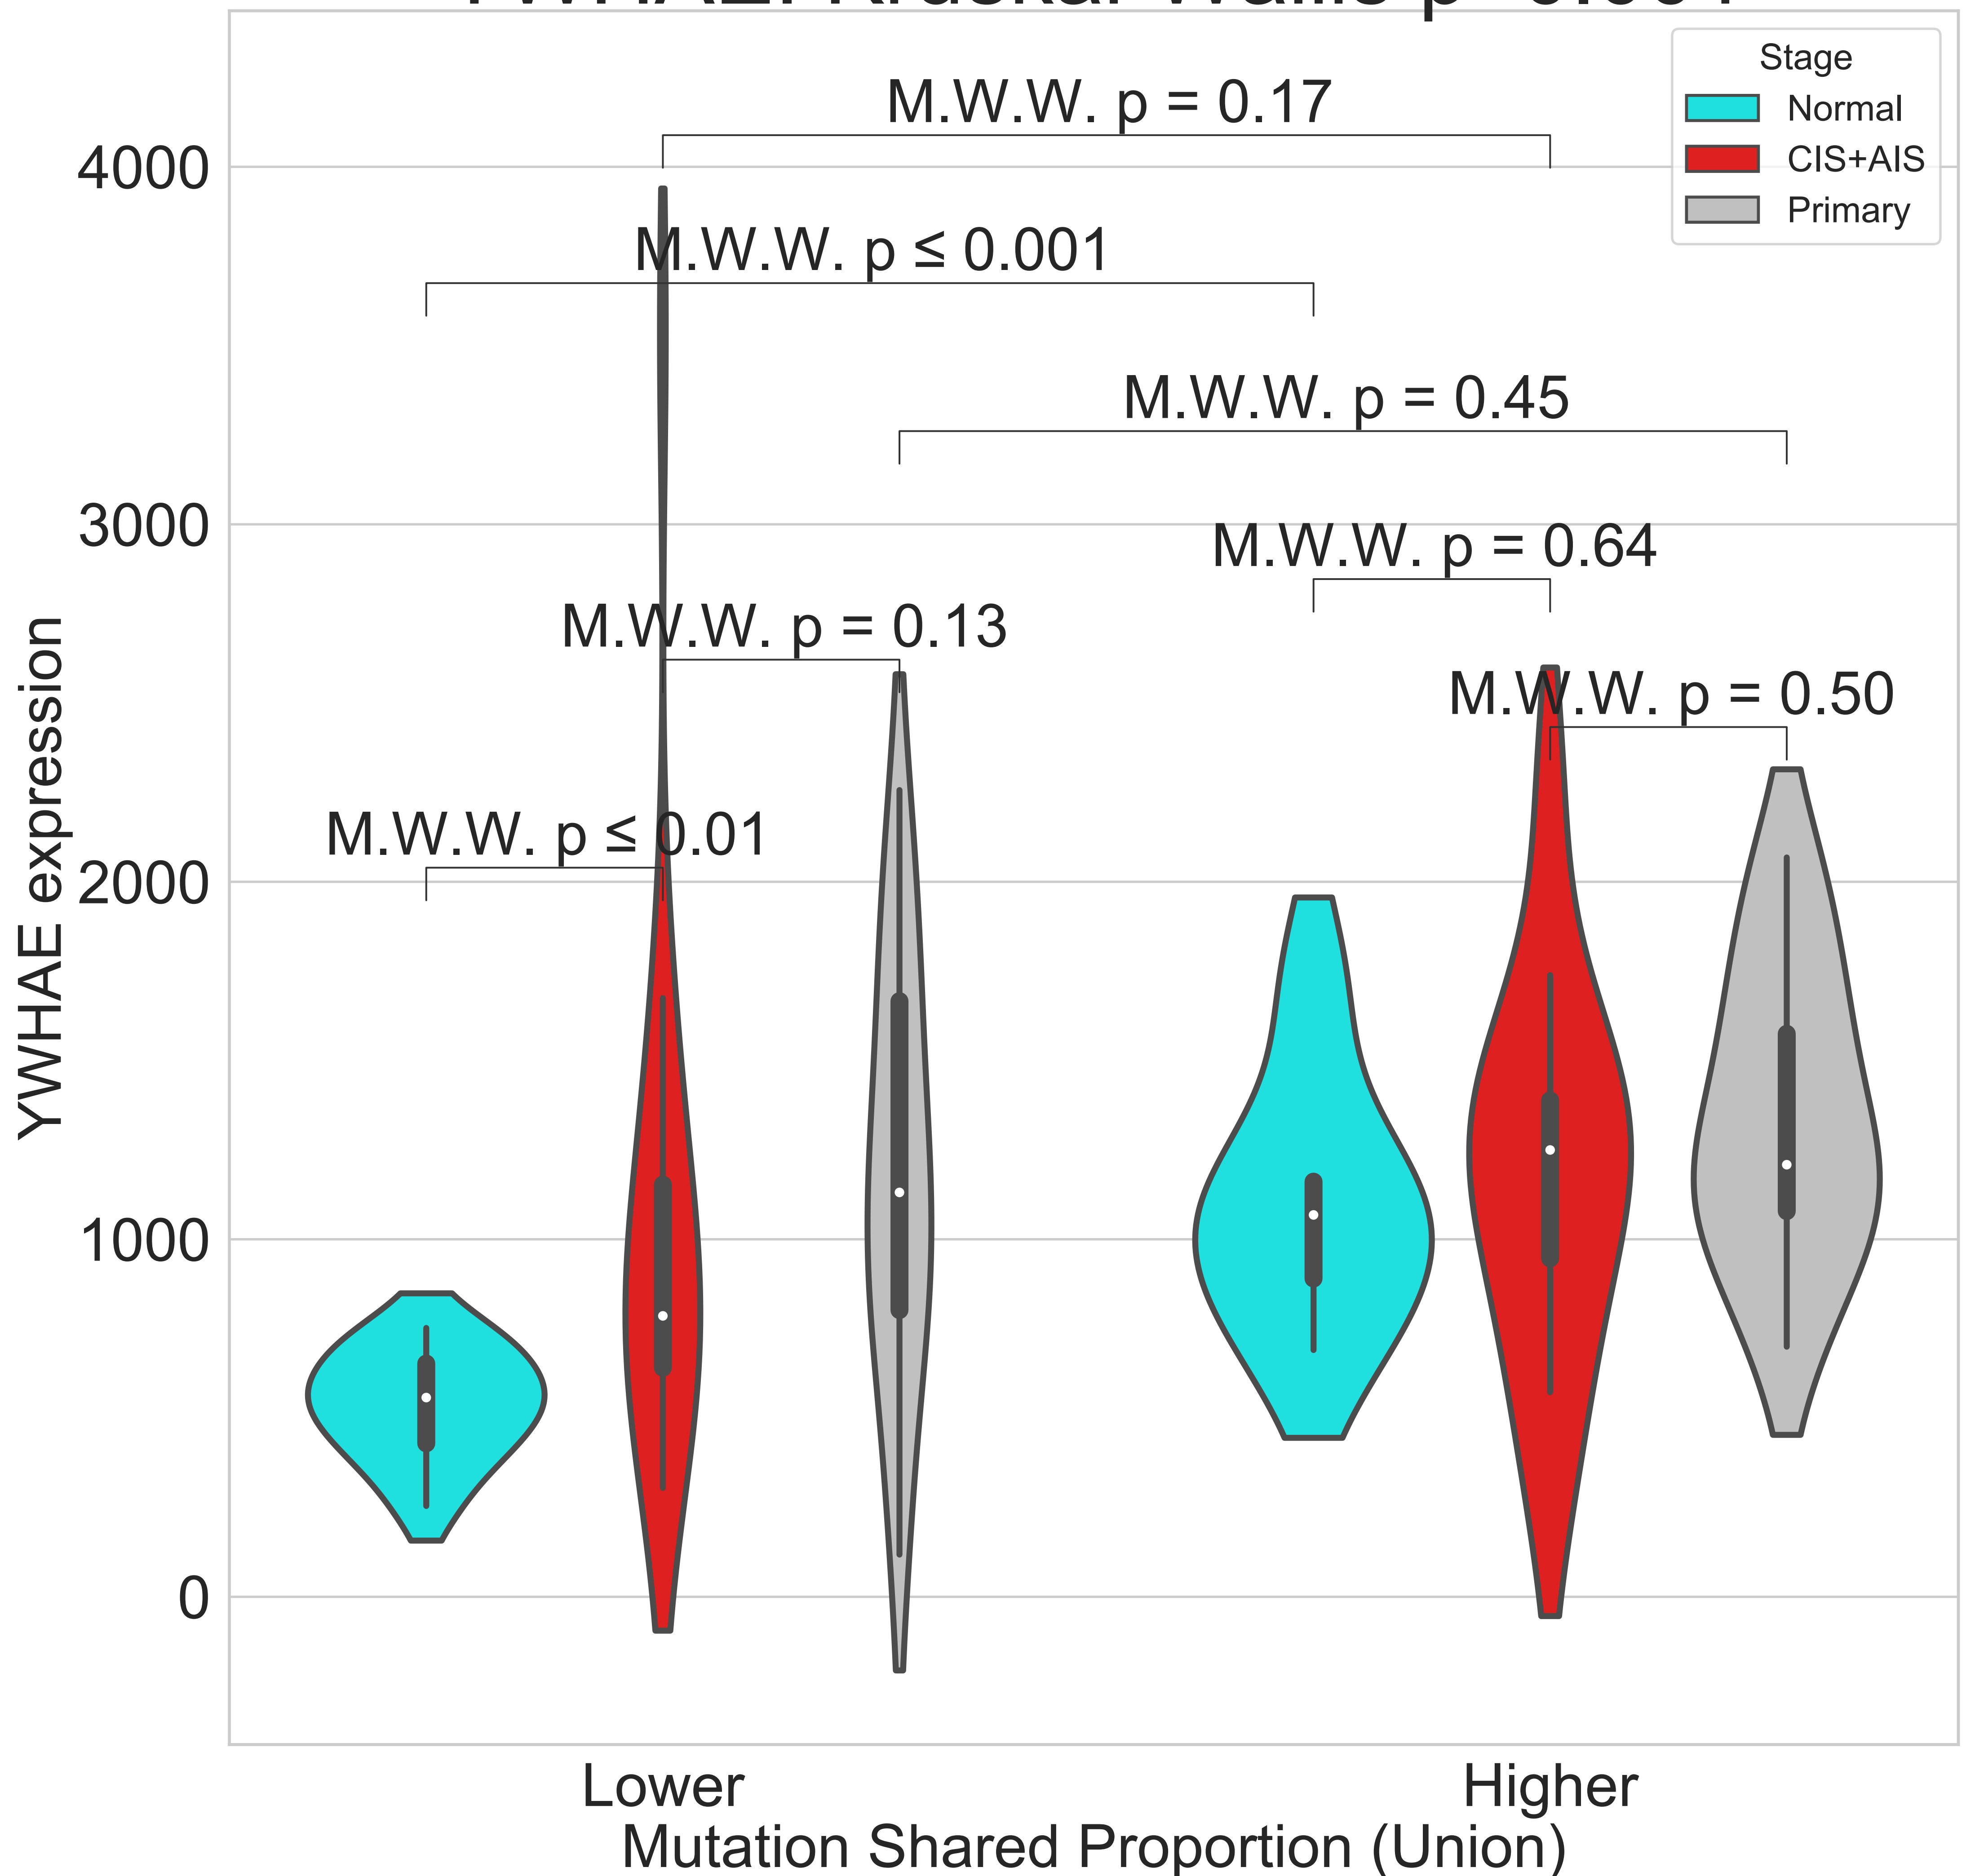 Stage
Normal
CIS+AIS
Primary
M.W.W. p = 0.17
4000
M.W.W. p ≤ 0.001
M.W.W. p = 0.45
3000
M.W.W. p = 0.64
M.W.W. p = 0.13
M.W.W. p = 0.50
M.W.W. p ≤ 0.01
2000
YWHAE expression
1000
0
Lower
Higher
Mutation Shared Proportion (Union)